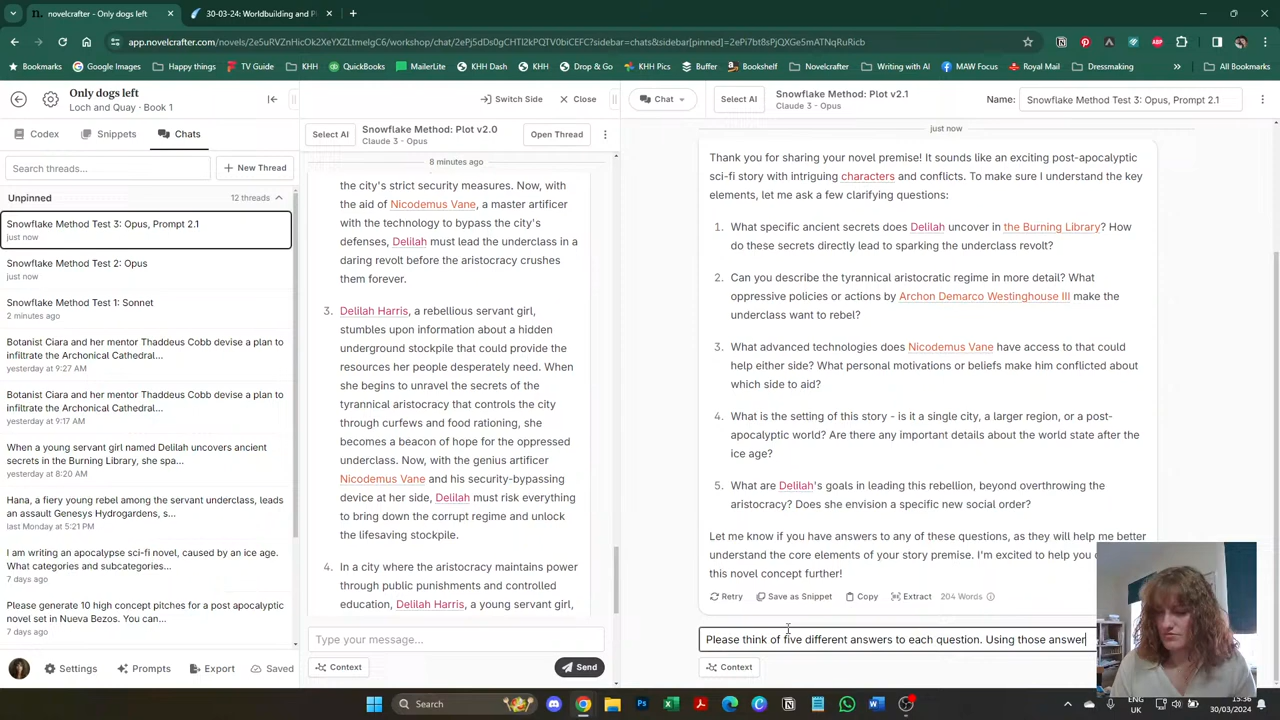 novelcrafter - Only dogs left
30-03-24: Worldbuilding and P
app.novelcrafter.com/novels/2e5uRVZnHicOk2XeYXZLtmelgC6/workshop/chat/2ePj5dDs0gCHTl2kPQTV0biCEFC?sidebar=chats&sidebar[pinned]=2ePi7bt8sPjQXGe5mATNqRuRicb
Bookmarks
Google Images
Happy things
TV Guide
KHH
QuickBooks
MailerLite
KHH Dash
KHH Pics
Buffer
Bookshelf
Novelcrafter
Writing with AI
MAW Focus
Royal Mail
Dressmaking
All Bookmarks
Only dogs left
Loch and Quay - Book 1
Codex
Snippets
Chats
Search threads...
New Thread
Unpinned
12 threads
Snowflake Method Test 3: Opus, Prompt 2.1
just now
Snowflake Method Test 2: Opus
just now
Snowflake Method Test 1: Sonnet
2 minutes ago
Botanist Ciara and her mentor Thaddeus Cobb devise a plan to
infiltrate the Archonical Cathedral...
yesterday at 9:27 AM
Botanist Ciara and her mentor Thaddeus Cobb devise a plan to
infiltrate the Archonical Cathedral...
yesterday at 9:17 AM
When a young servant girl named Delilah uncovers ancient
secrets in the Burning Library, she spa...
yesterday at 8:20 AM
Hana, a fiery young rebel among the servant underclass, leads
an assault Genesys Hydrogardens, s...
last Monday at 5:21 PM
I am writing an apocalypse sci-fi novel, caused by an ice age.
What categories and subcategories...
7 days ago
Please generate 10 high concept pitches for a post apocalyptic
novel set in Nueva Bezos. You can...
7 days ago
Settings
Prompts
Export
Saved
Switch Side
Close
Select AI
Snowflake Method: Plot v2.0
Claude 3 - Opus
Open Thread
8 minutes ago
the city's strict security measures. Now, with
the aid of Nicodemus Vane, a master artificer
with the technology to bypass the city's
defenses, Delilah must lead the underclass in a
daring revolt before the aristocracy crushes
them forever.
3. Delilah Harris, a rebellious servant girl,
stumbles upon information about a hidden
underground stockpile that could provide the
resources her people desperately need. When
she begins to unravel the secrets of the
tyrannical aristocracy that controls the city
through curfews and food rationing, she
becomes a beacon of hope for the oppressed
underclass. Now, with the genius artificer
Nicodemus Vane and his security-bypassing
device at her side, Delilah must risk everything
to bring down the corrupt regime and unlock
the lifesaving stockpile.
4. In a city where the aristocracy maintains power
through public punishments and controlled
education, Delilah Harris, a young servant girl,
Type your message...
Context
Send
Chat
Select AI
Snowflake Method: Plot v2.1
Claude 3 - Opus
Name:
Snowflake Method Test 3: Opus, Prompt 2.1
just now
Thank you for sharing your novel premise! It sounds like an exciting post-apocalyptic
sci-fi story with intriguing characters and conflicts. To make sure I understand the key
elements, let me ask a few clarifying questions:
1. What specific ancient secrets does Delilah uncover in the Burning Library? How
do these secrets directly lead to sparking the underclass revolt?
2. Can you describe the tyrannical aristocratic regime in more detail? What
oppressive policies or actions by Archon Demarco Westinghouse III make the
underclass want to rebel?
3. What advanced technologies does Nicodemus Vane have access to that could
help either side? What personal motivations or beliefs make him conflicted about
which side to aid?
4. What is the setting of this story - is it a single city, a larger region, or a post-
apocalyptic world? Are there any important details about the world state after the
ice age?
5. What are Delilah's goals in leading this rebellion, beyond overthrowing the
aristocracy? Does she envision a specific new social order?
Let me know if you have answers to any of these questions, as they will help me better
understand the core elements of your story premise. I'm excited to help you
this novel concept further!
Retry
Save as Snippet
Copy
Extract
204 Words
Please think of five different answers to each question. Using those answer
Context
Search
ENG
UK
15:36
30/03/2024